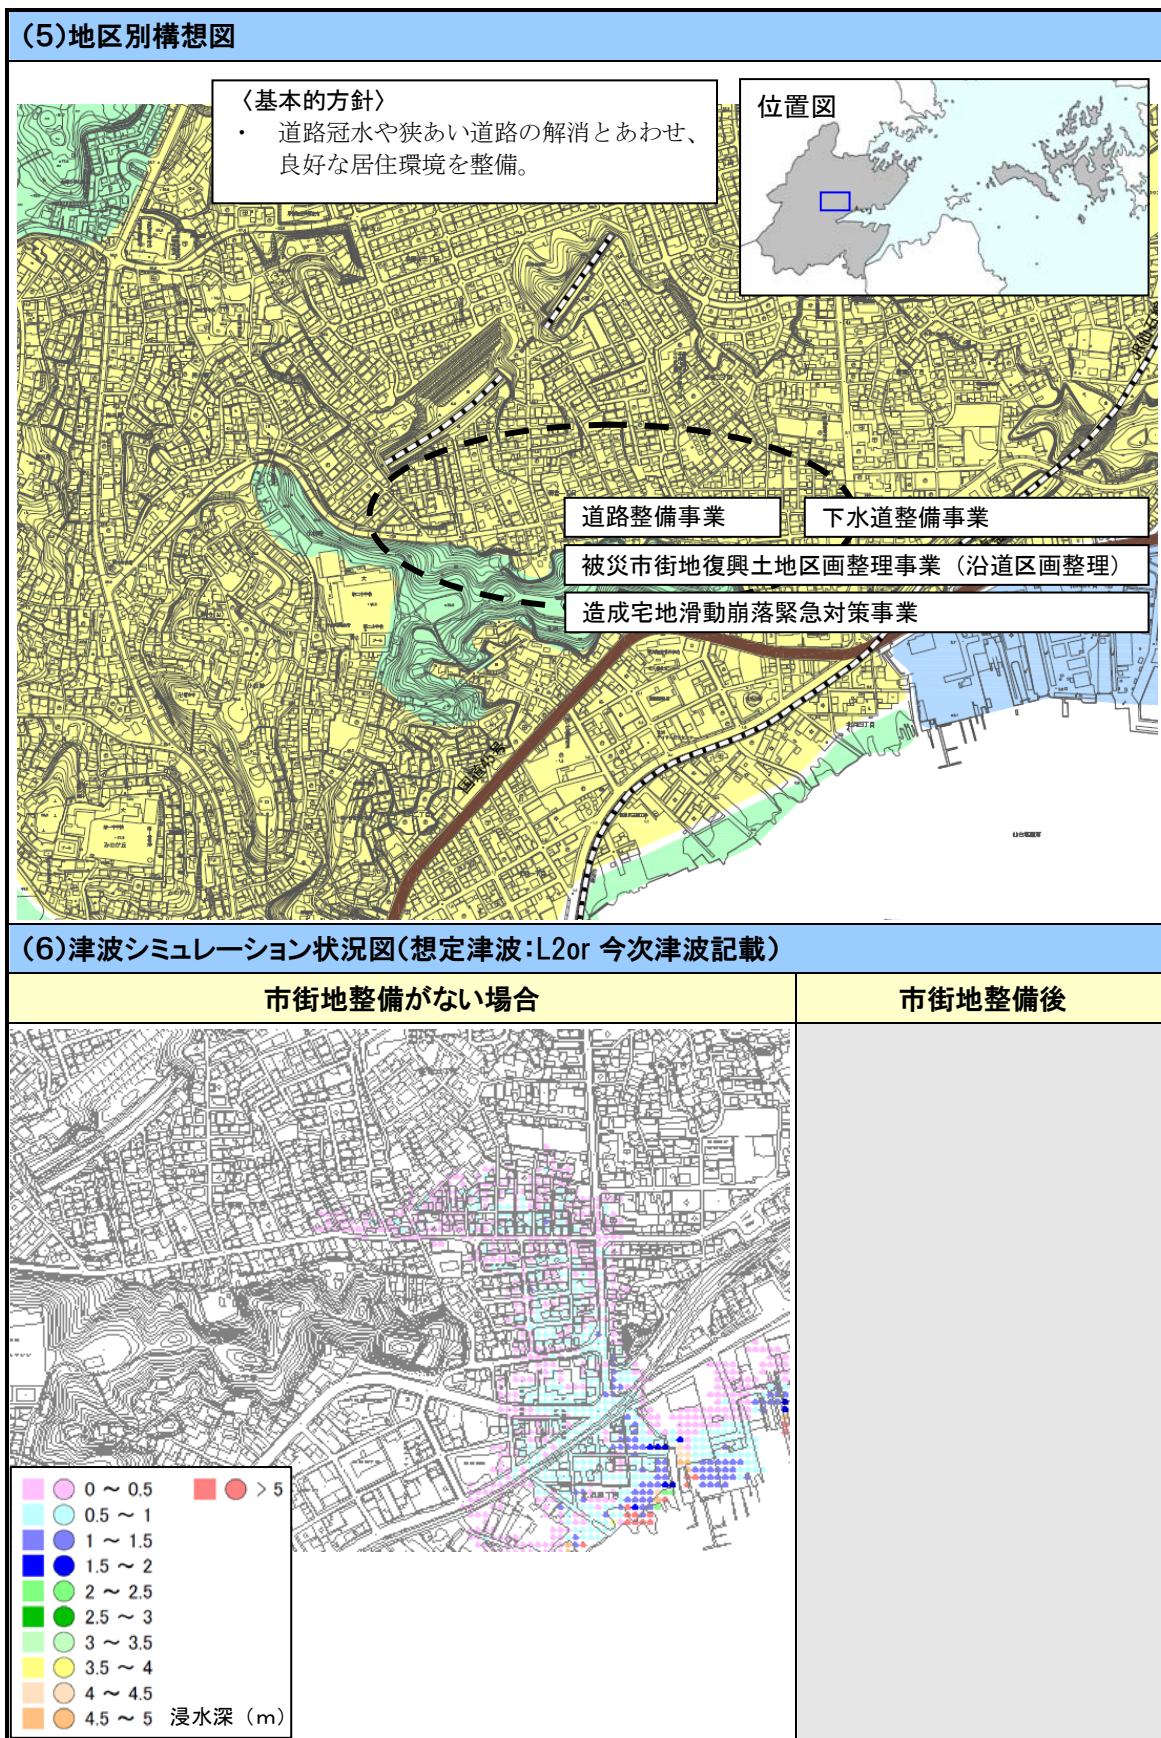 (5)地区別構想図
〈基本的方針〉
・ 道路冠水や狭あい道路の解消とあわせ、
良好な居住環境を整備。
位置図
道路整備事業
下水道整備事業
被災市街地復興土地区画整理事業（沿道区画整理）
造成宅地滑動崩落緊急対策事業
国道45号
(6)津波シミュレーション状況図(想定津波:L2or 今次津波記載)
市街地整備がない場合
市街地整備後
0 ～ 0.5
> 5
0.5 ～ 1
1 ～ 1.5
1.5 ～ 2
2 ～ 2.5
2.5 ～ 3
3 ～ 3.5
3.5 ～ 4
4 ～ 4.5
4.5 ～ 5
浸水深（m）